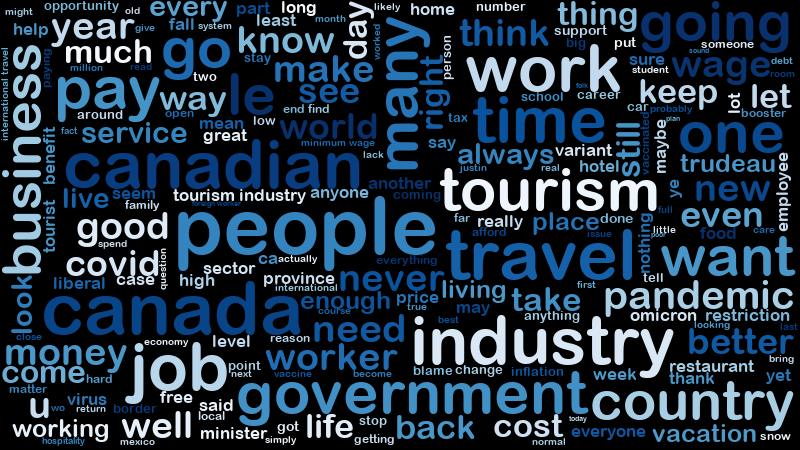 might
opportunity
old
every
part
long
day
likely
home
number
thing
going
help
year
give
fall
system
least
month
think
support
put
someone
sound
much
go
know
worked
many
right
person
big
sure
wage
debt
room
international travel
paying
million
read
two
stay
make
work
student
keep
let
business
pay
way
le
see
school
folk
career
car
probably
lot
booster
around
open
end find
time
plan
one
fact
service
mean
low
world
tax
still
vaccinated
maybe
benefit
great
minimum wage
say
always
variant
hotel
trudeau
canadian
lack
justin
real
employee
live
seem
tourism industry
anyone
another
coming
tourism
ye
new
tourist
family
foreign worker
far
really
place
done
nothing
full
even
good
people
afford
issue
poor
little
food
care
spend
covid
question
ca
actually
everything
travel
want
look
case
sector
province
never
living
first
tell
liberal
high
international
enough
price
may
take
pandemic
canada
course
true
anything
omicron
restriction
close
need
best
industry
looking
last
better
money
economy
level
reason
worker
bring
come
hard
job
point
next
vaccine
become
blame
change
inflation
week
restaurant
thank
yet
matter
virus
free
government
country
u
wo
return
border
said
local
life
stop
back
cost
today
everyone
vacation
snow
working
hospitality
mexico
well
minister
got
simply
getting
normal